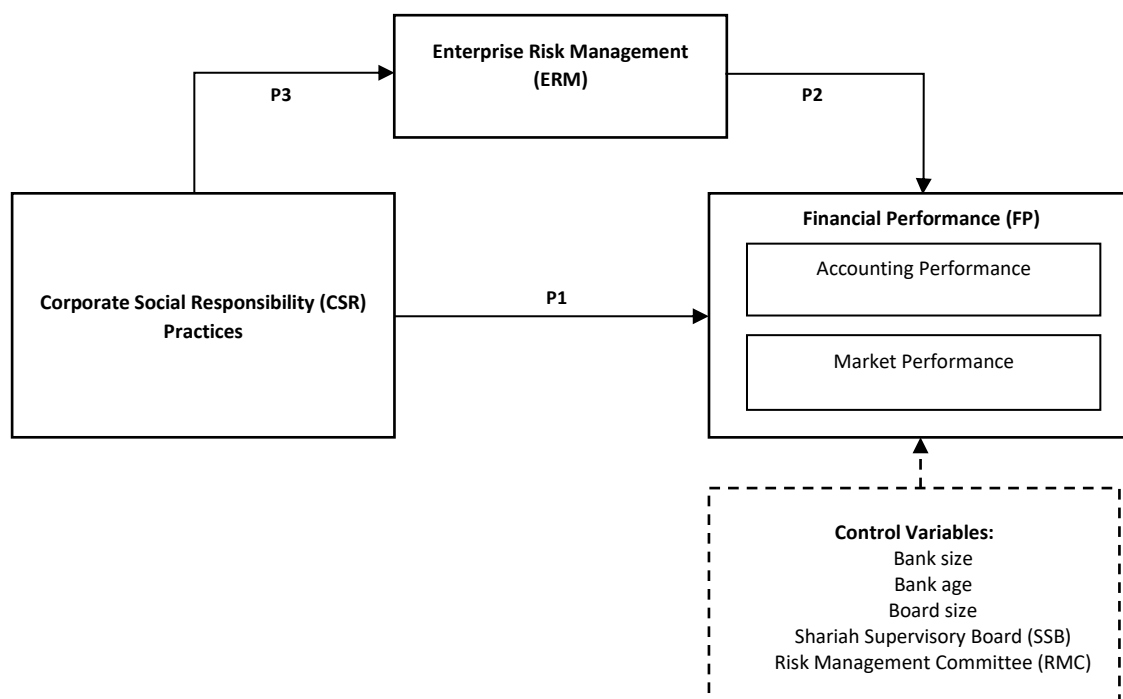 Enterprise Risk Management
(ERM)
P3
P2
Financial Performance (FP)
Accounting Performance
Corporate Social Responsibility (CSR)
Practices
P1
Market Performance
Control Variables:
Bank size
Bank age
Board size
Shariah Supervisory Board (SSB)
Risk Management Committee (RMC)